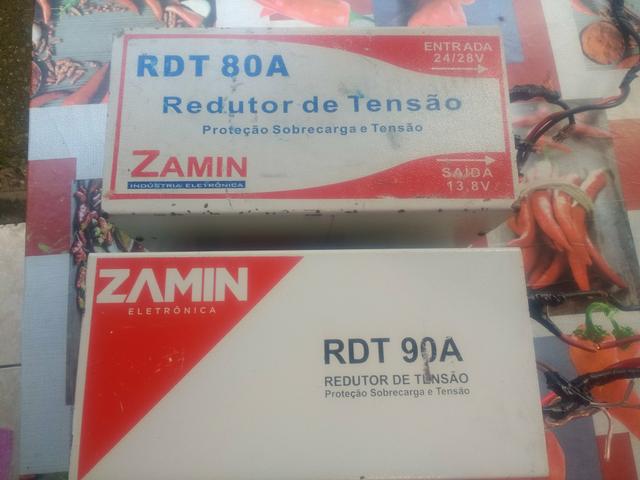 RDT 80A
ENTRADA
24/28V
Redutor de Tensão
Proteção Sobrecarga e Tensão
ZAMIN
INDÚSTRIA ELETRÔNICA
SAÍDA
13,8V
ZAMIN
ELETRÔNICA
RDT 90A
REDUTOR DE TENSÃO
Proteção Sobrecarga e Tensão